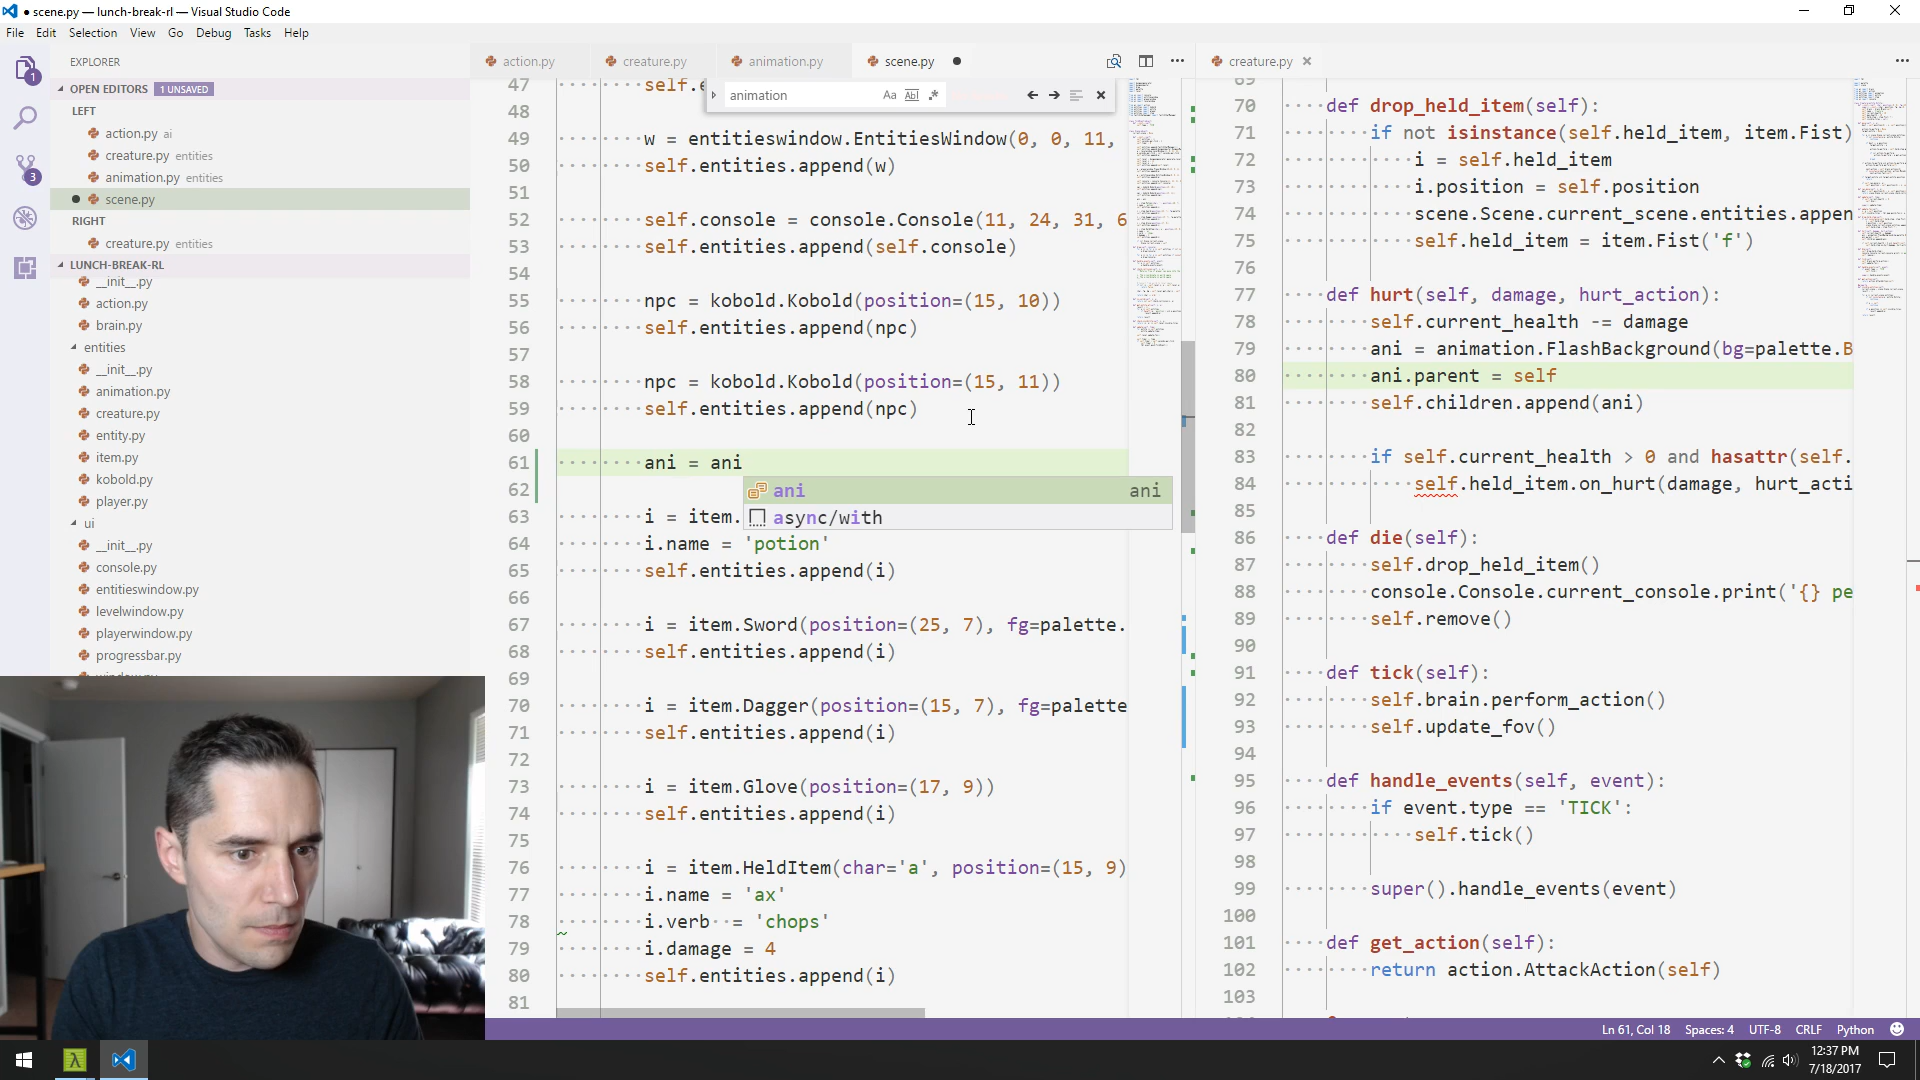 ● scene.py — lunch-break-rl — Visual Studio Code
File Edit Selection View Go Debug Tasks Help
EXPLORER
OPEN EDITORS 1 UNSAVED
LEFT
action.py ai
creature.py entities
animation.py entities
● scene.py
RIGHT
creature.py entities
LUNCH-BREAK-RL
__init__.py
action.py
brain.py
entities
__init__.py
animation.py
creature.py
entity.py
item.py
kobold.py
player.py
ui
__init__.py
console.py
entitieswindow.py
levelwindow.py
playerwindow.py
progressbar.py
1
3
action.py creature.py animation.py scene.py ●
animation Aa Abl .*
47 self.e
48
49 w = entitieswindow.EntitiesWindow(0, 0, 11,
50 self.entities.append(w)
51
52 self.console = console.Console(11, 24, 31, 6
53 self.entities.append(self.console)
54
55 npc = kobold.Kobold(position=(15, 10))
56 self.entities.append(npc)
57
58 npc = kobold.Kobold(position=(15, 11))
59 self.entities.append(npc)
60
61 ani = ani
62
ani ani
async/with
63 i = item.
64 i.name = 'potion'
65 self.entities.append(i)
66
67 i = item.Sword(position=(25, 7), fg=palette.
68 self.entities.append(i)
69
70 i = item.Dagger(position=(15, 7), fg=palette
71 self.entities.append(i)
72
73 i = item.Glove(position=(17, 9))
74 self.entities.append(i)
75
76 i = item.HeldItem(char='a', position=(15, 9)
77 i.name = 'ax'
78 i.verb = 'chops'
79 i.damage = 4
80 self.entities.append(i)
81
creature.py ×
69
70 def drop_held_item(self):
71 if not isinstance(self.held_item, item.Fist)
72 i = self.held_item
73 i.position = self.position
74 scene.Scene.current_scene.entities.appen
75 self.held_item = item.Fist('f')
76
77 def hurt(self, damage, hurt_action):
78 self.current_health -= damage
79 ani = animation.FlashBackground(bg=palette.B
80 ani.parent = self
81 self.children.append(ani)
82
83 if self.current_health > 0 and hasattr(self.
84 self.held_item.on_hurt(damage, hurt_acti
85
86 def die(self):
87 self.drop_held_item()
88 console.Console.current_console.print('{} pe
89 self.remove()
90
91 def tick(self):
92 self.brain.perform_action()
93 self.update_fov()
94
95 def handle_events(self, event):
96 if event.type == 'TICK':
97 self.tick()
98
99 super().handle_events(event)
100
101 def get_action(self):
102 return action.AttackAction(self)
103
Ln 61, Col 18 Spaces: 4 UTF-8 CRLF Python
12:37 PM
7/18/2017